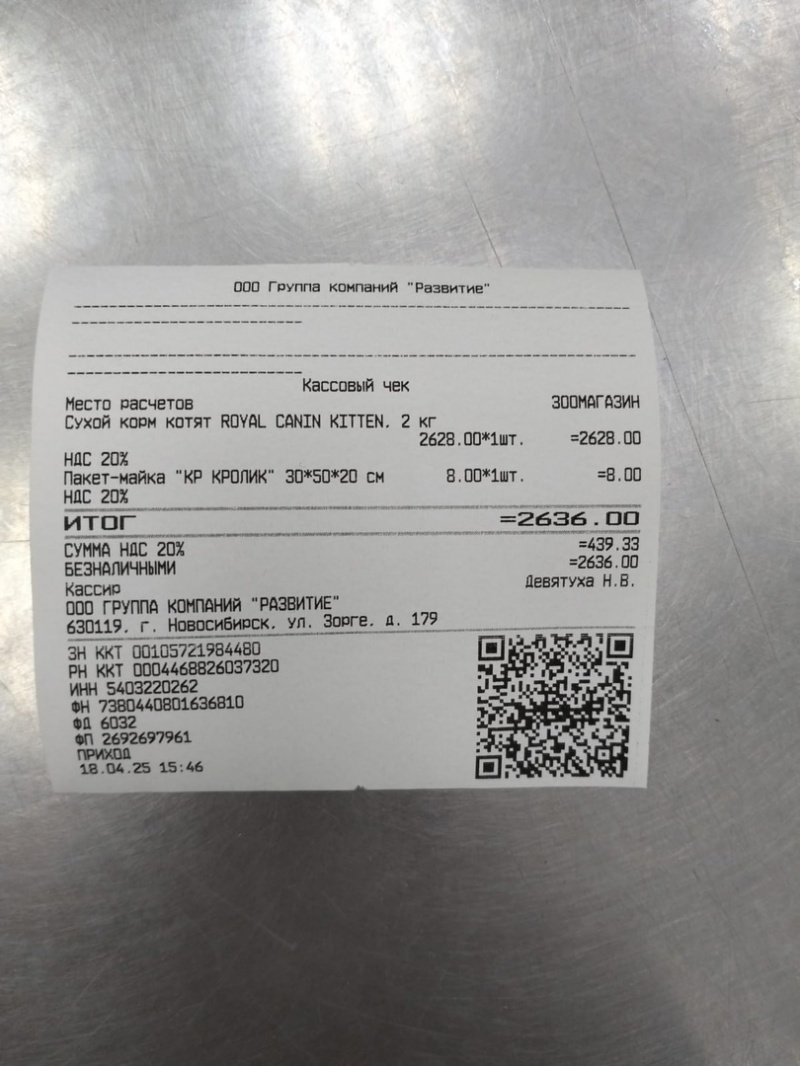 ООО Группа компаний "Развитие"
Кассовый чек
Место расчетов ЗООМАГАЗИН
Сухой корм котят ROYAL CANIN KITTEN, 2 кг
2628.00*1шт. =2628.00
НДС 20%
Пакет-майка "КР КРОЛИК" 30*50*20 см 8.00*1шт. =8.00
НДС 20%
ИТОГ =2636.00
СУММА НДС 20% =439.33
БЕЗНАЛИЧНЫМИ =2636.00
Кассир Девятуха Н.В.
ООО ГРУППА КОМПАНИЙ "РАЗВИТИЕ"
630119, г. Новосибирск, ул. Зорге, д. 179
ЗН ККТ 00105721984480
РН ККТ 0004468826037320
ИНН 5403220262
ФН 7380440801636810
ФД 6032
ФП 2692697961
ПРИХОД
18.04.25 15:46